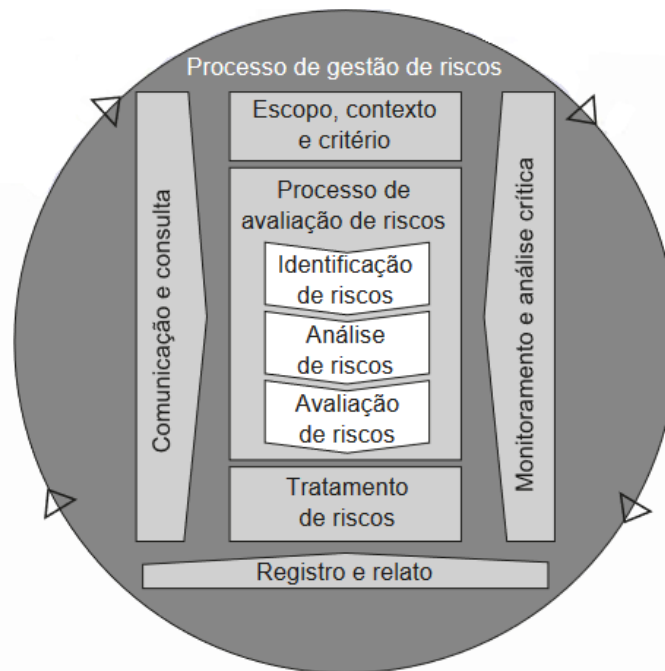 Processo de gestão de riscos
Escopo, contexto
e critério
Comunicação e consulta
Processo de
avaliação de riscos
Identificação
de riscos
Análise
de riscos
Avaliação
de riscos
Monitoramento e análise crítica
Tratamento
de riscos
Registro e relato